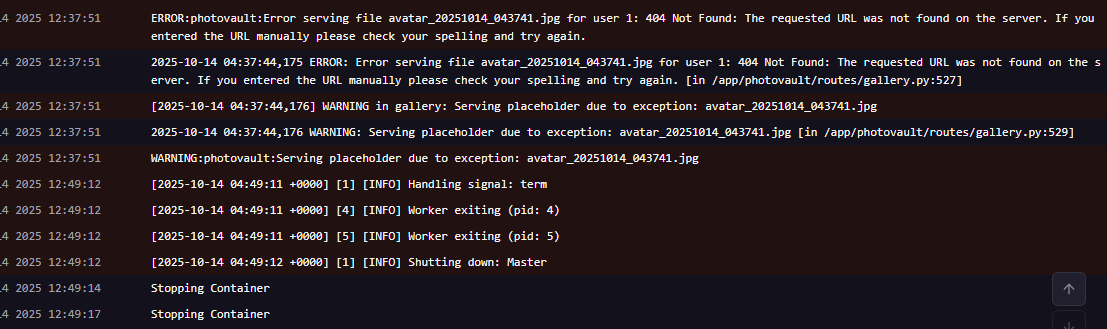 14 2025 12:37:51 ERROR:photovault:Error serving file avatar_20251014_043741.jpg for user 1: 404 Not Found: The requested URL was not found on the server. If you
entered the URL manually please check your spelling and try again.
14 2025 12:37:51 2025-10-14 04:37:44,175 ERROR: Error serving file avatar_20251014_043741.jpg for user 1: 404 Not Found: The requested URL was not found on the s
erver. If you entered the URL manually please check your spelling and try again. [in /app/photovault/routes/gallery.py:527]
14 2025 12:37:51 [2025-10-14 04:37:44,176] WARNING in gallery: Serving placeholder due to exception: avatar_20251014_043741.jpg
14 2025 12:37:51 2025-10-14 04:37:44,176 WARNING: Serving placeholder due to exception: avatar_20251014_043741.jpg [in /app/photovault/routes/gallery.py:529]
14 2025 12:37:51 WARNING:photovault:Serving placeholder due to exception: avatar_20251014_043741.jpg
14 2025 12:49:12 [2025-10-14 04:49:11 +0000] [1] [INFO] Handling signal: term
14 2025 12:49:12 [2025-10-14 04:49:11 +0000] [4] [INFO] Worker exiting (pid: 4)
14 2025 12:49:12 [2025-10-14 04:49:11 +0000] [5] [INFO] Worker exiting (pid: 5)
14 2025 12:49:12 [2025-10-14 04:49:12 +0000] [1] [INFO] Shutting down: Master
14 2025 12:49:14 Stopping Container
14 2025 12:49:17 Stopping Container